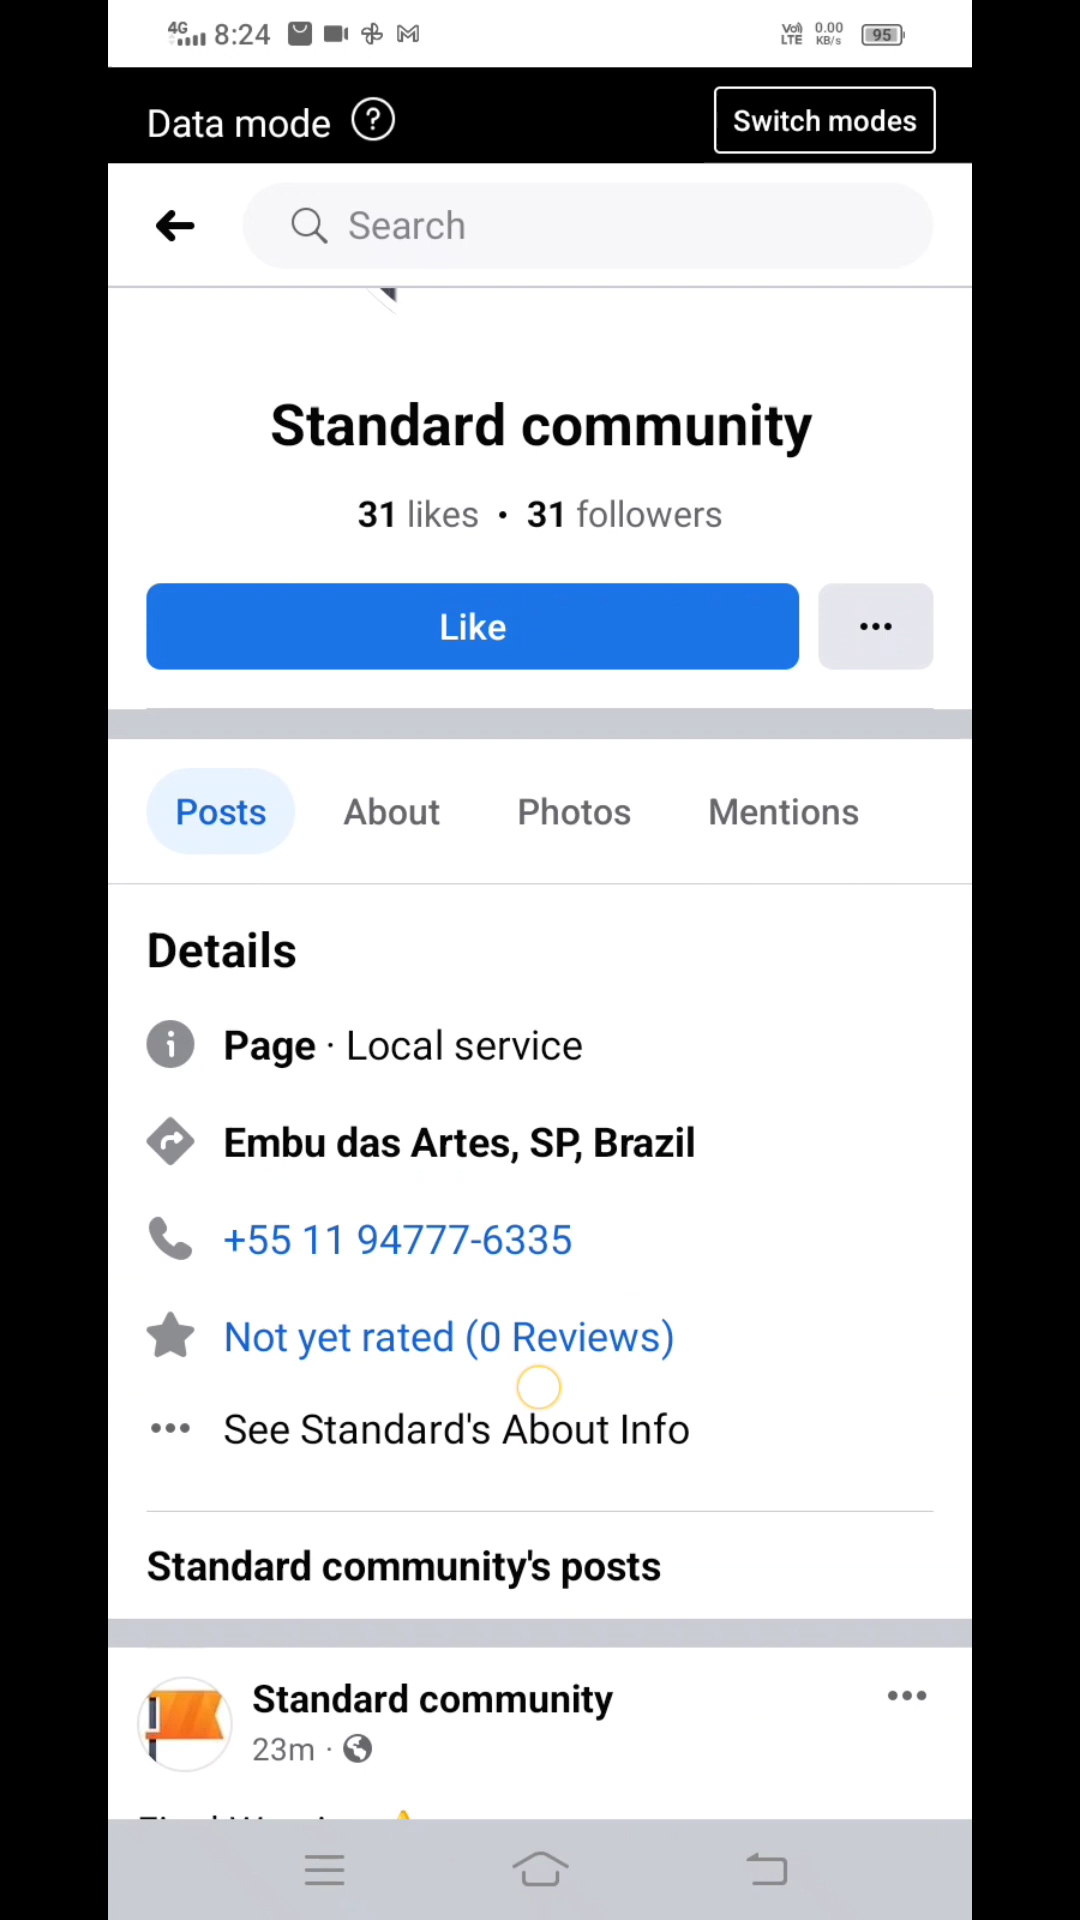 4G 8:24 Vo) LTE 0.00 KB/s 95
Data mode ? Switch modes
Search
Standard community
31 likes • 31 followers
Like
Posts About Photos Mentions
Details
Page · Local service
Embu das Artes, SP, Brazil
+55 11 94777-6335
Not yet rated (0 Reviews)
See Standard's About Info
Standard community's posts
Standard community
23m ·